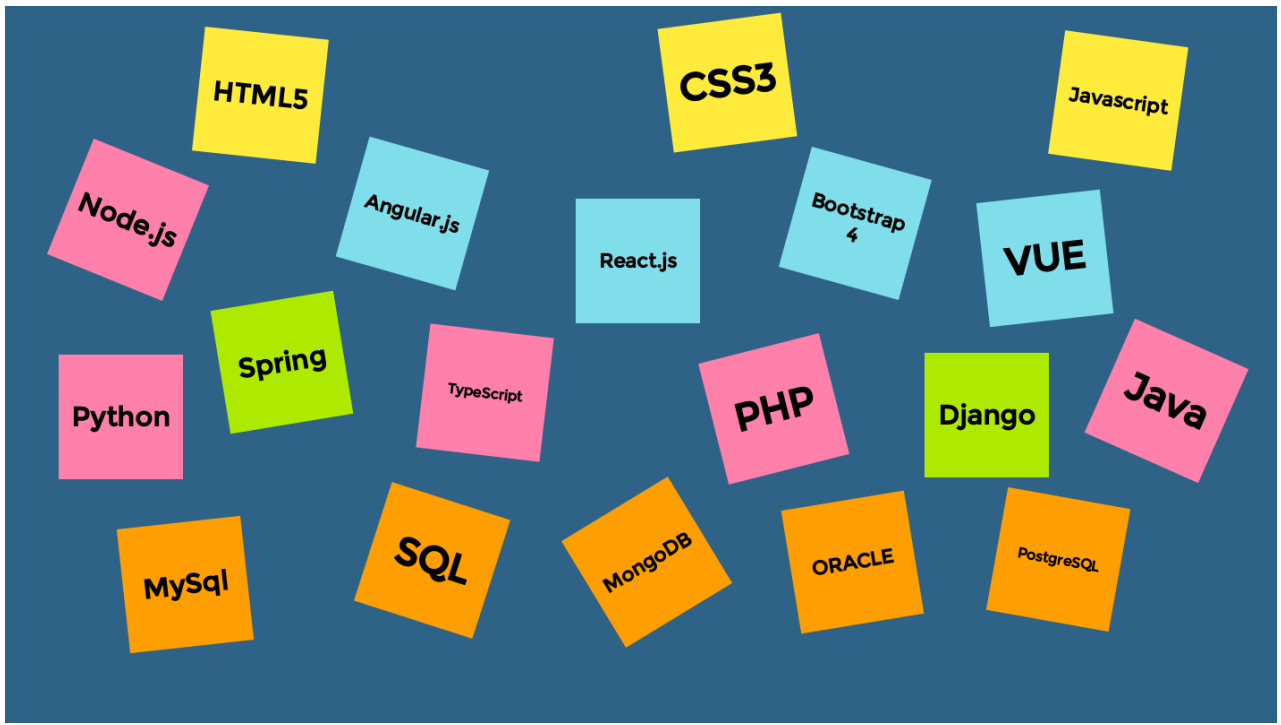 HTML5
CSS3
Javascript
Node.js
Angular.js
React.js
Bootstrap
4
VUE
Spring
TypeScript
Python
PHP
Django
Java
MySql
SQL
MongoDB
ORACLE
PostgreSQL